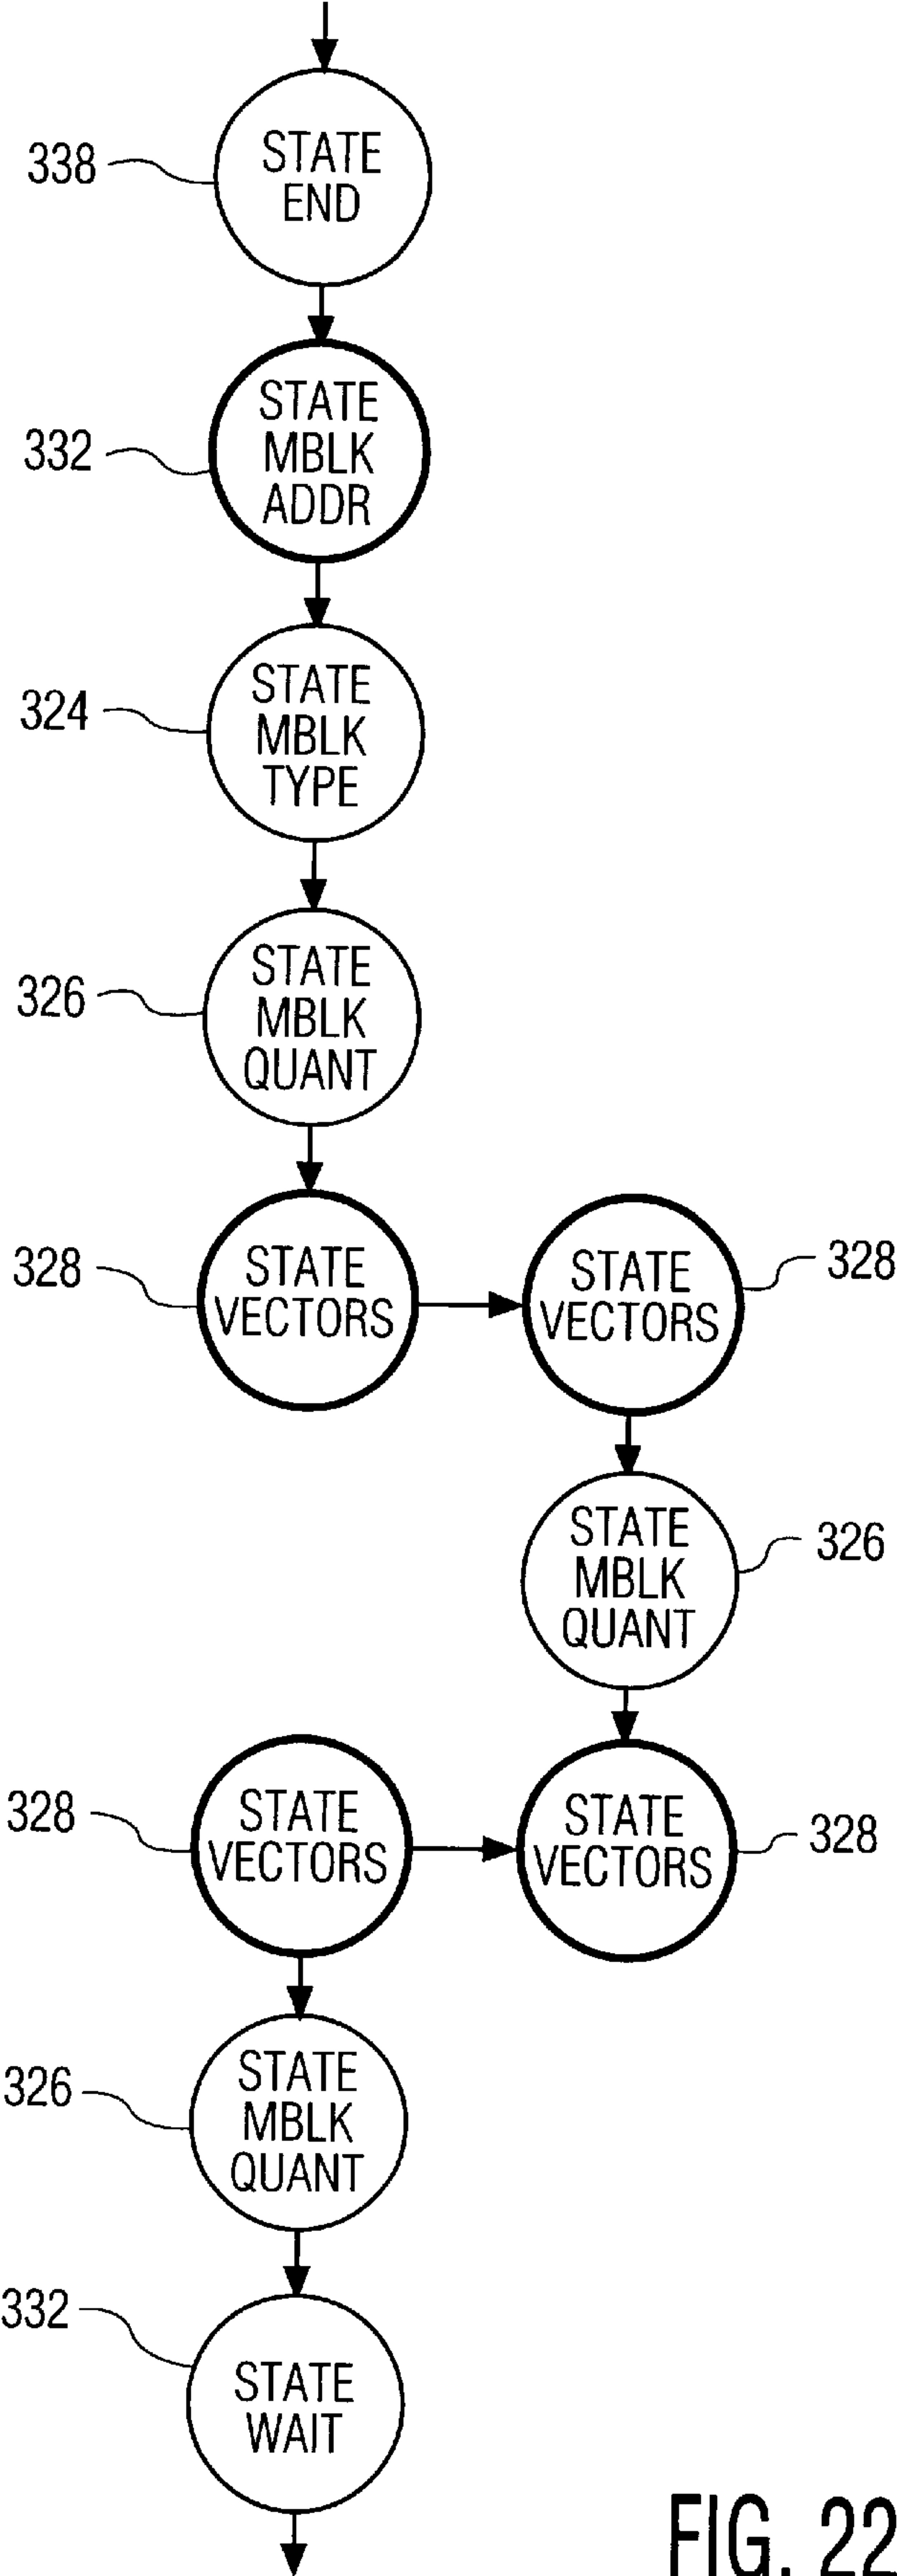 338
STATE
END
332
STATE
MBLK
ADDR
324
STATE
MBLK
TYPE
326
STATE
MBLK
QUANT
328
STATE
VECTORS
STATE
VECTORS
328
STATE
MBLK
QUANT
326
328
STATE
VECTORS
STATE
VECTORS
328
326
STATE
MBLK
QUANT
332
STATE
WAIT
FIG. 22